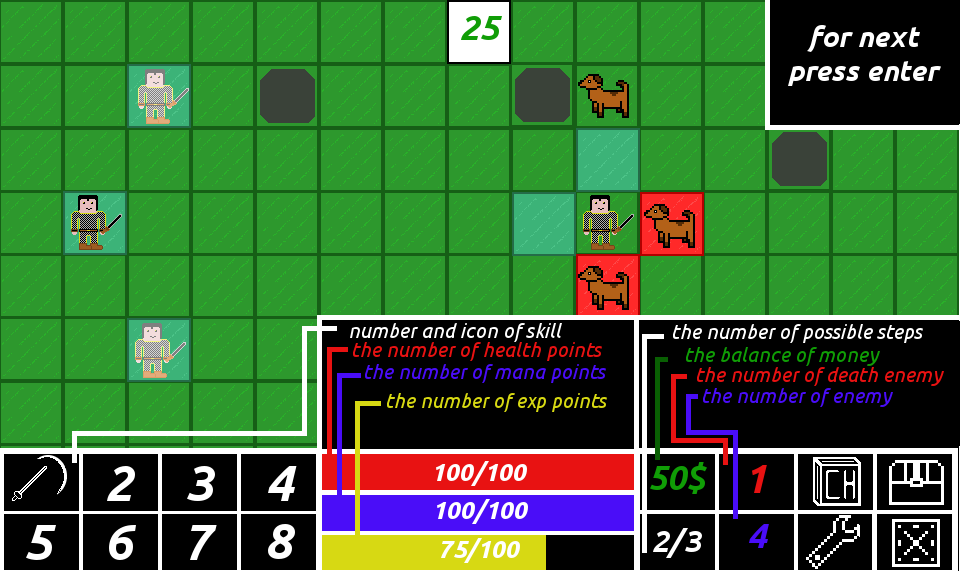 25
for next
press enter
number and icon of skill
the number of health points
the number of mana points
the number of exp points
the number of possible steps
the balance of money
the number of death enemy
the number of enemy
2 3 4
5 6 7 8
100/100
100/100
75/100
50$ 1 CH
2/3 4